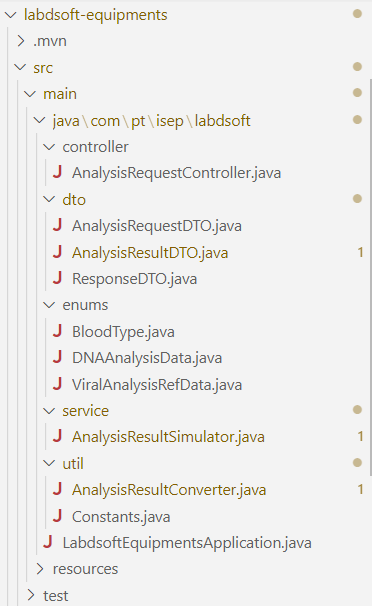 labdsoft-equipments
.mvn
src
main
java\com\pt\isep\labdsoft
controller
J AnalysisRequestController.java
dto
J AnalysisRequestDTO.java
J AnalysisResultDTO.java 1
J ResponseDTO.java
enums
J BloodType.java
J DNAAnalysisData.java
J ViralAnalysisRefData.java
service
J AnalysisResultSimulator.java 1
util
J AnalysisResultConverter.java 1
J Constants.java
J LabdsoftEquipmentsApplication.java
resources
test